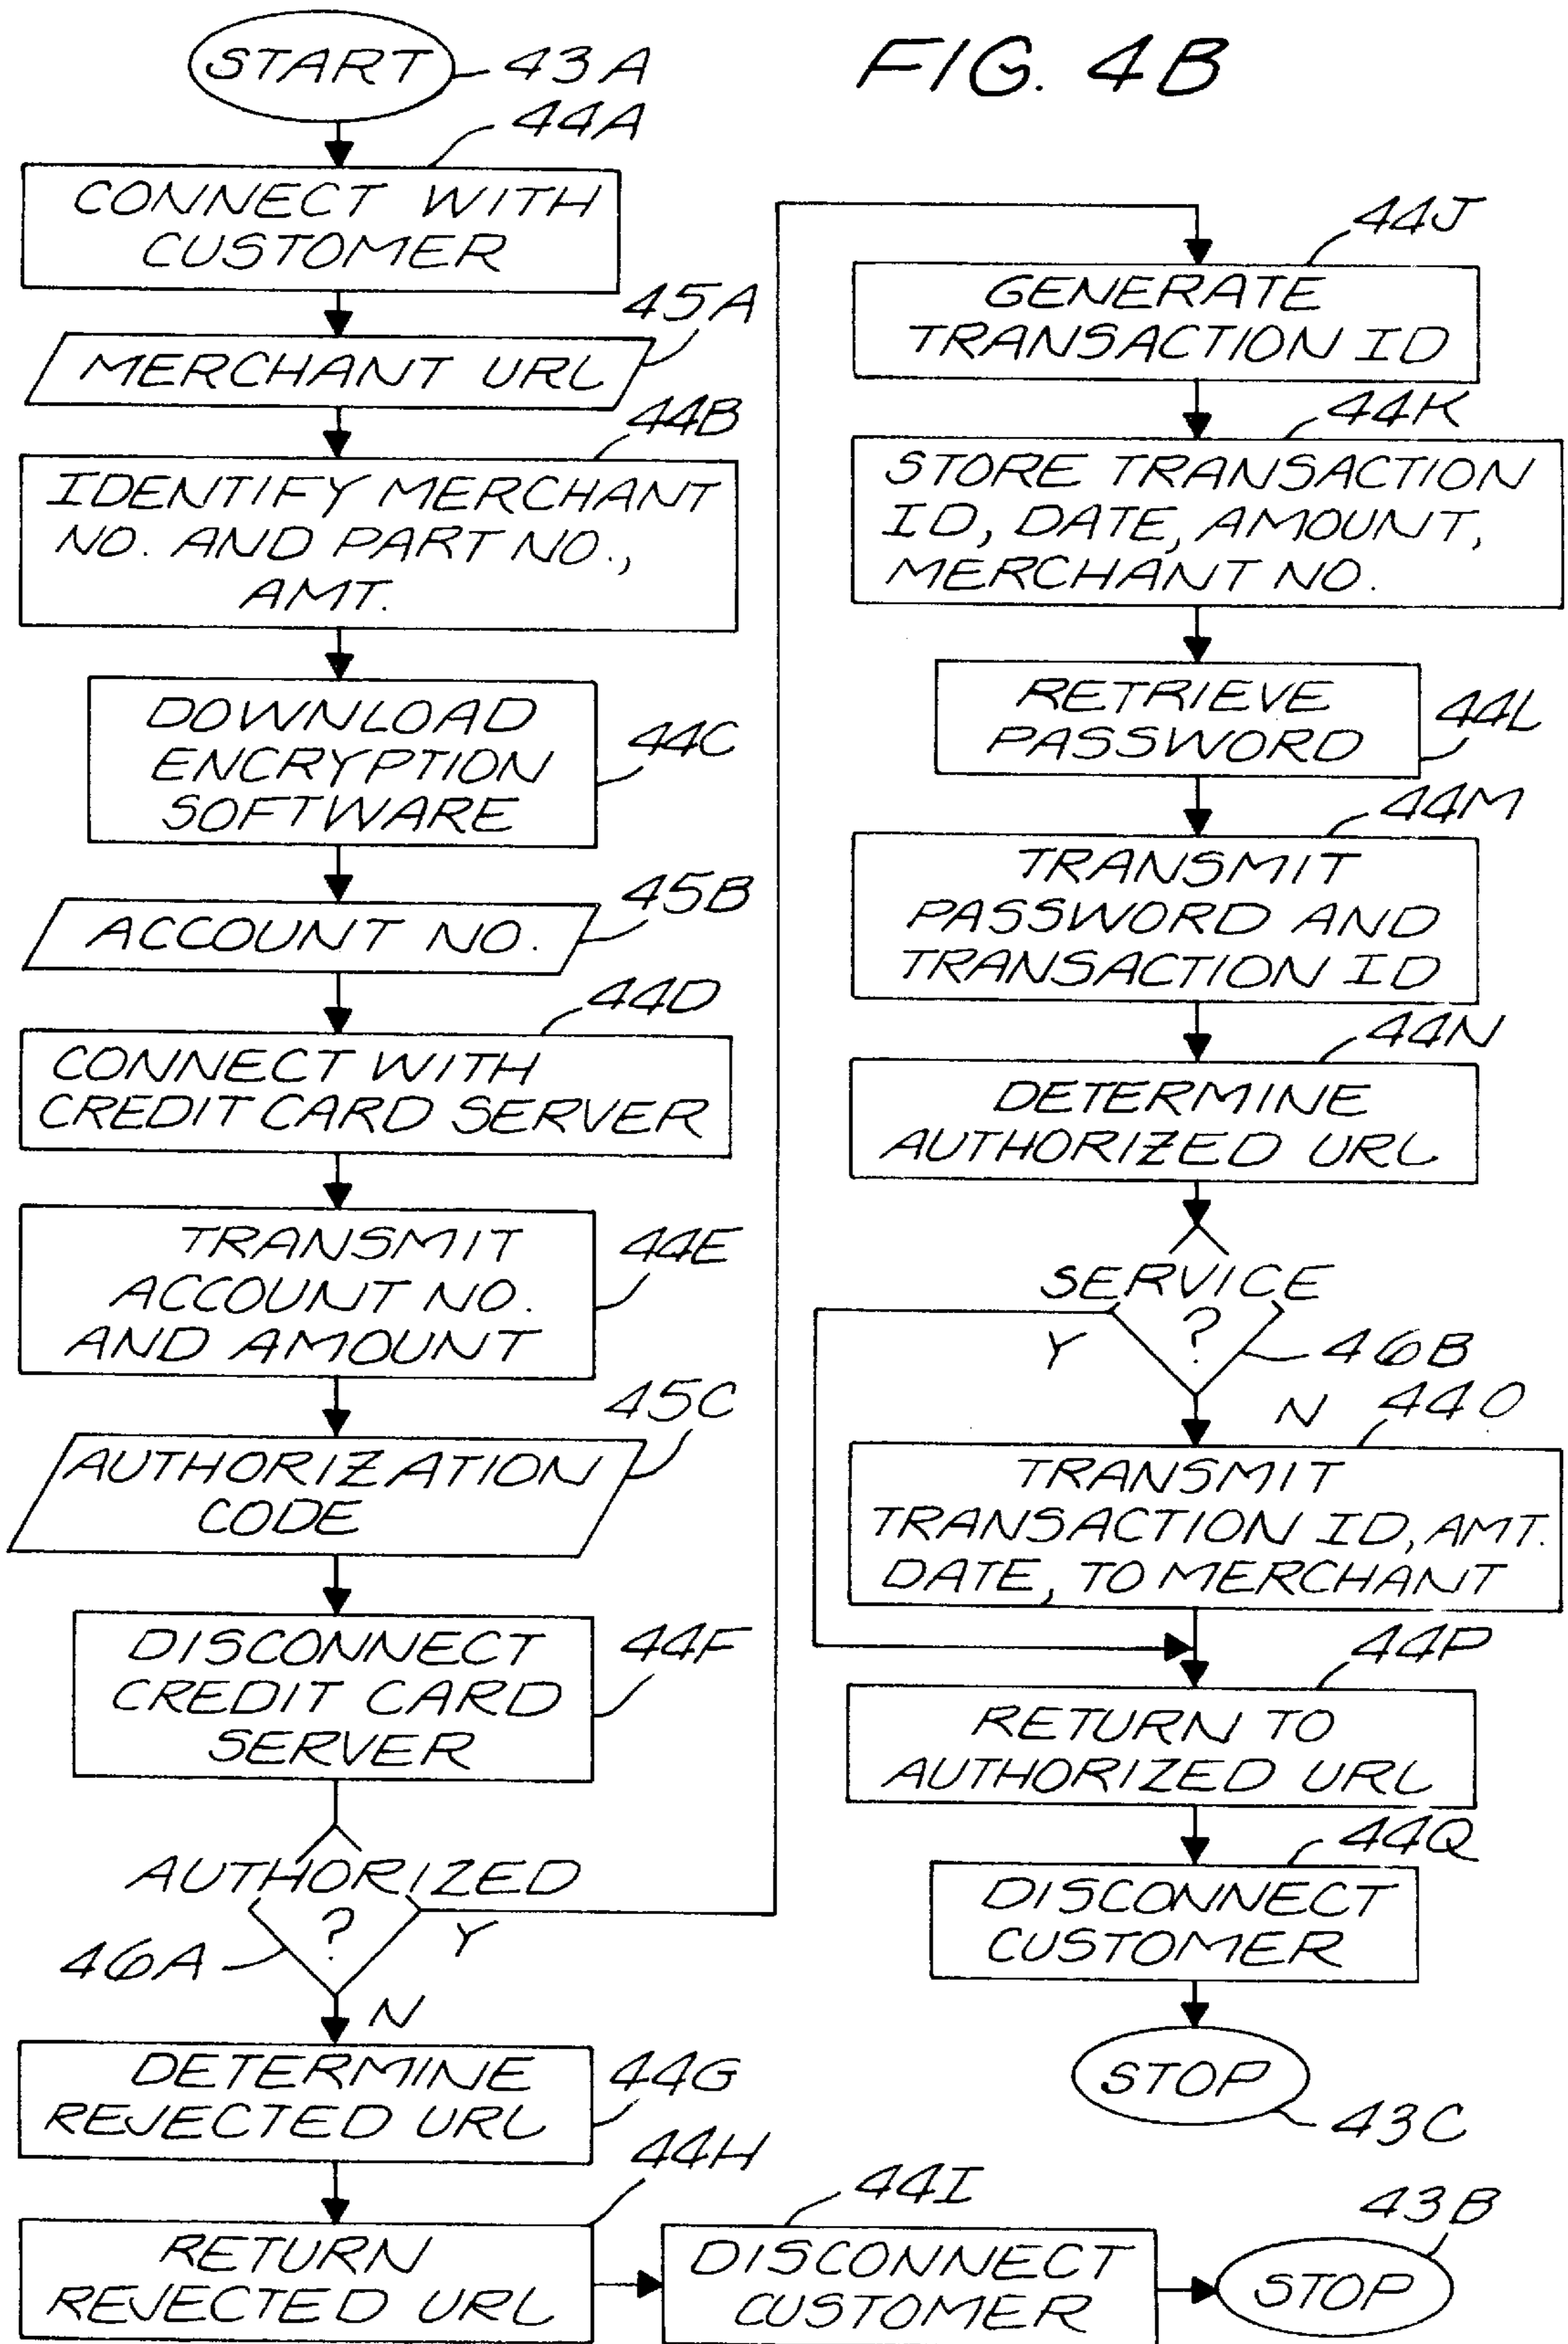 FIG. 4B
START
43A
44A
CONNECT WITH
CUSTOMER
45A
MERCHANT URL
44B
IDENTIFY MERCHANT
NO. AND PART NO.,
AMT.
DOWNLOAD
ENCRYPTION
SOFTWARE
44C
45B
ACCOUNT NO.
44D
CONNECT WITH
CREDIT CARD SERVER
TRANSMIT
ACCOUNT NO.
AND AMOUNT
44E
45C
AUTHORIZATION
CODE
DISCONNECT
CREDIT CARD
SERVER
44F
AUTHORIZED
?
Y
46A
N
DETERMINE
REJECTED URL
44G
44H
RETURN
REJECTED URL
44I
DISCONNECT
CUSTOMER
43B
STOP
44J
GENERATE
TRANSACTION ID
44K
STORE TRANSACTION
ID, DATE, AMOUNT,
MERCHANT NO.
RETRIEVE
PASSWORD
44L
44M
TRANSMIT
PASSWORD AND
TRANSACTION ID
44N
DETERMINE
AUTHORIZED URL
SERVICE
?
Y
46B
N
44O
TRANSMIT
TRANSACTION ID, AMT.
DATE, TO MERCHANT
44P
RETURN TO
AUTHORIZED URL
44Q
DISCONNECT
CUSTOMER
STOP
43C